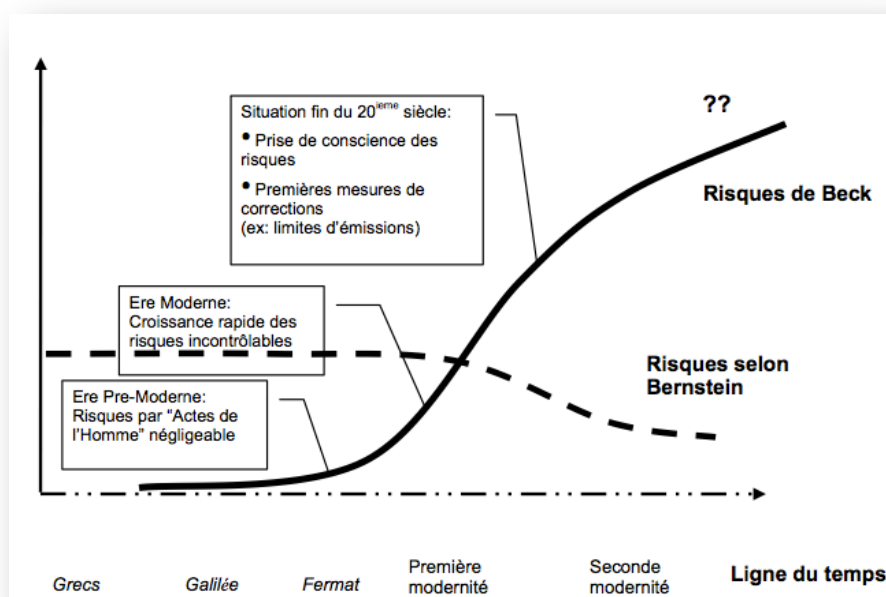 Situation fin du 20ieme siècle:
• Prise de conscience des
risques
• Premières mesures de
corrections
(ex: limites d'émissions)
??
Risques de Beck
Ere Moderne:
Croissance rapide des
risques incontrôlables
Risques selon
Bernstein
Ere Pre-Moderne:
Risques par "Actes de
l'Homme" négligeable
Grecs
Galilée
Fermat
Première
modernité
Seconde
modernité
Ligne du temps